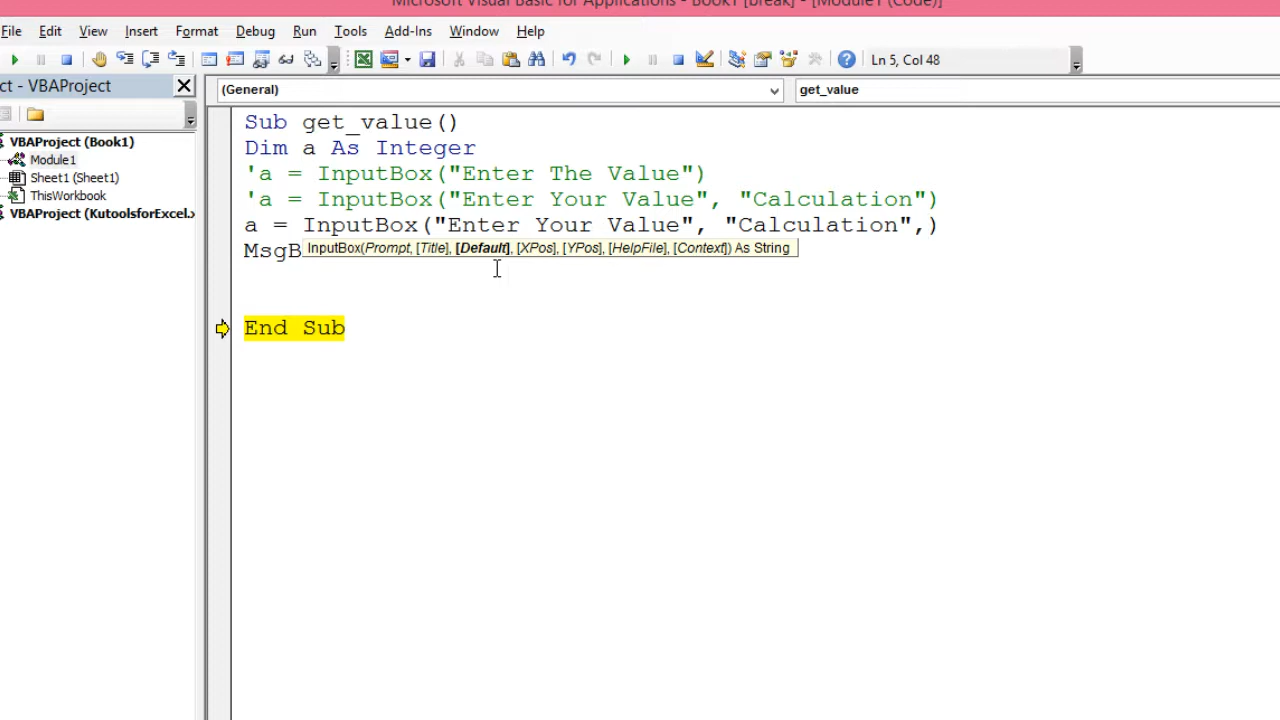 Microsoft Visual Basic for Applications - Book1 [break] - [Module1 (Code)]
File Edit View Insert Format Debug Run Tools Add-Ins Window Help
Ln 5, Col 48
ct - VBAProject
(General) get_value
VBAProject (Book1)
Module1
Sheet1 (Sheet1)
ThisWorkbook
VBAProject (KutoolsforExcel.x
Sub get_value()
Dim a As Integer
'a = InputBox("Enter The Value")
'a = InputBox("Enter Your Value", "Calculation")
a = InputBox("Enter Your Value", "Calculation",)
MsgB
InputBox(Prompt, [Title], [Default], [XPos], [YPos], [HelpFile], [Context]) As String
End Sub